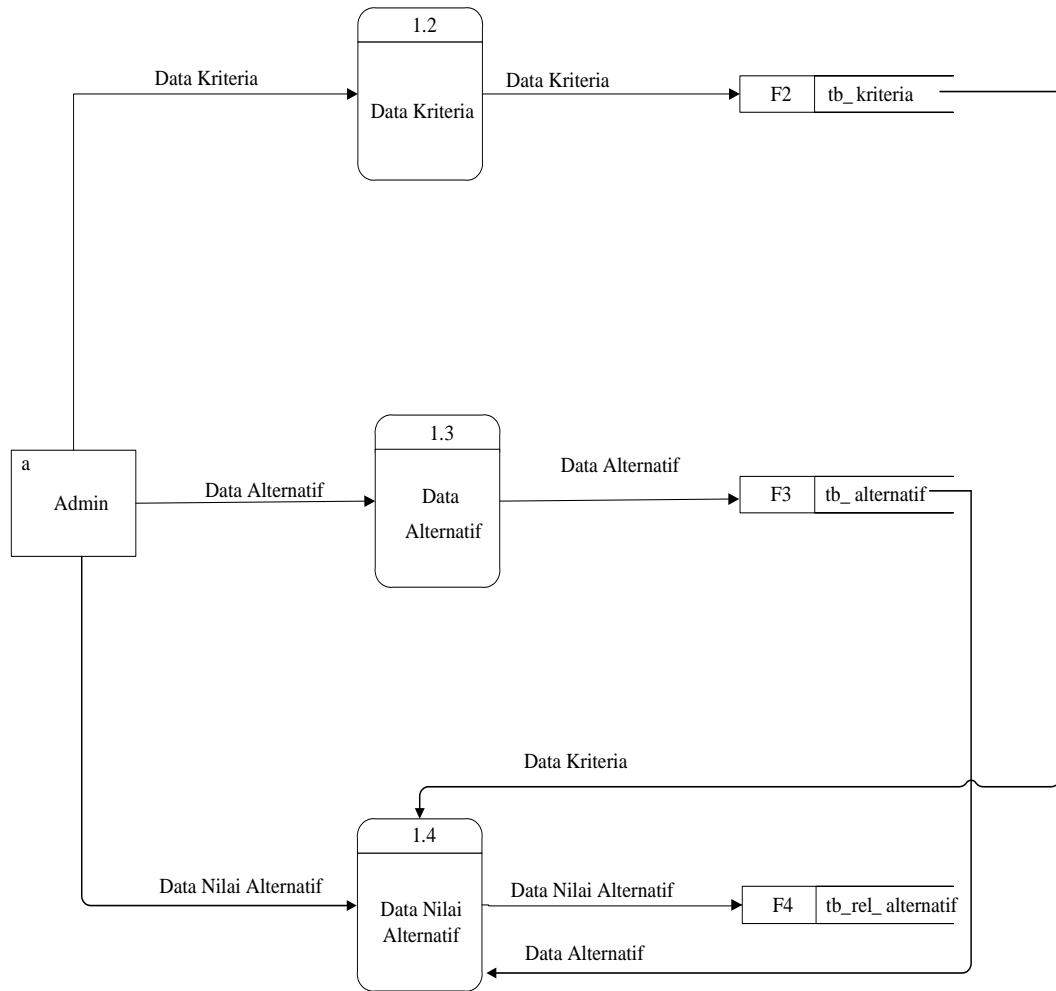 1.2
Data Kriteria
Data Kriteria
Data Kriteria
F2
tb_ kriteria
1.3
a
Admin
Data Alternatif
Data
Alternatif
Data Alternatif
F3
tb_ alternatif
Data Kriteria
1.4
Data Nilai Alternatif
Data Nilai
Alternatif
Data Nilai Alternatif
F4
tb_rel_ alternatif
Data Alternatif